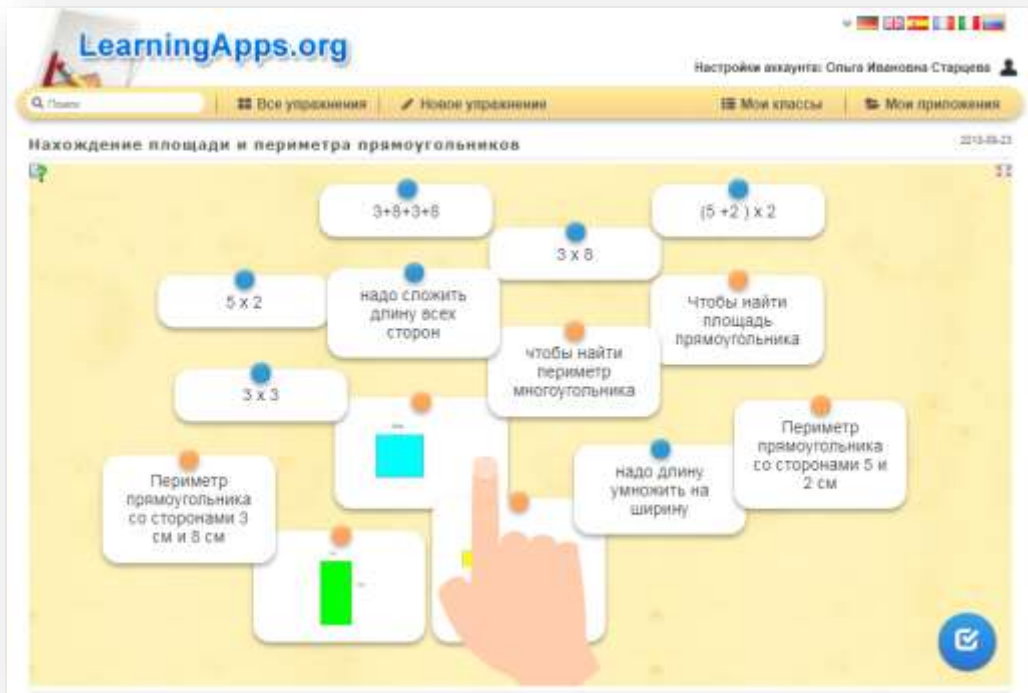 LearningApps.org
Настройки аккаунта: Ольга Ивановна Старцева
Поиск
Все упражнения
Новое упражнение
Мои классы
Мои приложения
Нахождение площади и периметра прямоугольников
3+8+3+8
(5 +2 ) x 2
3 x 8
5 x 2
надо сложить
длину всех
сторон
Чтобы найти
площадь
прямоугольника
чтобы найти
периметр
многоугольника
3 x 3
Периметр
прямоугольника
со сторонами 5 и
2 см
надо длину
умножить на
ширину
Периметр
прямоугольника
со сторонами 3
см и 8 см